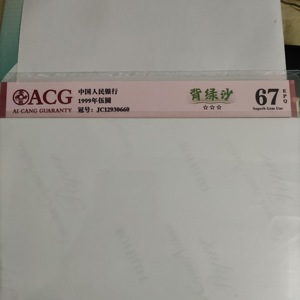 ACG
AI CANG GUARANTY
中国人民银行
1999年伍圆
冠号: JC12930660
背绿沙
☆☆☆
67 EPQ
Superb Gem Unc